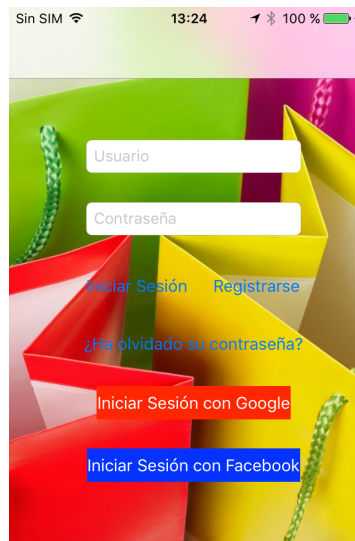 Sin SIM 13:24 100 %
Usuario
Contraseña
Iniciar Sesión Registrarse
¿Ha olvidado su contraseña?
Iniciar Sesión con Google
Iniciar Sesión con Facebook